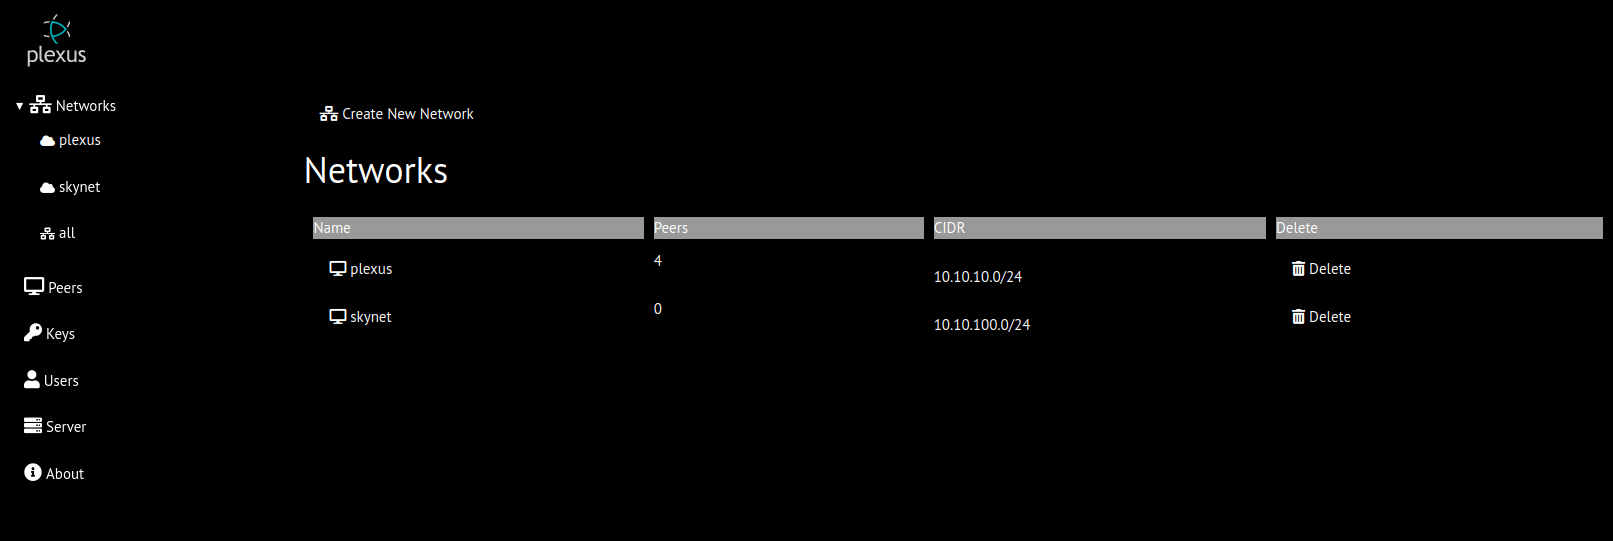 plexus
▾ Networks
plexus
skynet
all
Peers
Keys
Users
Server
About
Create New Network
Networks
Name Peers CIDR Delete
plexus 4 10.10.10.0/24 Delete
skynet 0 10.10.100.0/24 Delete